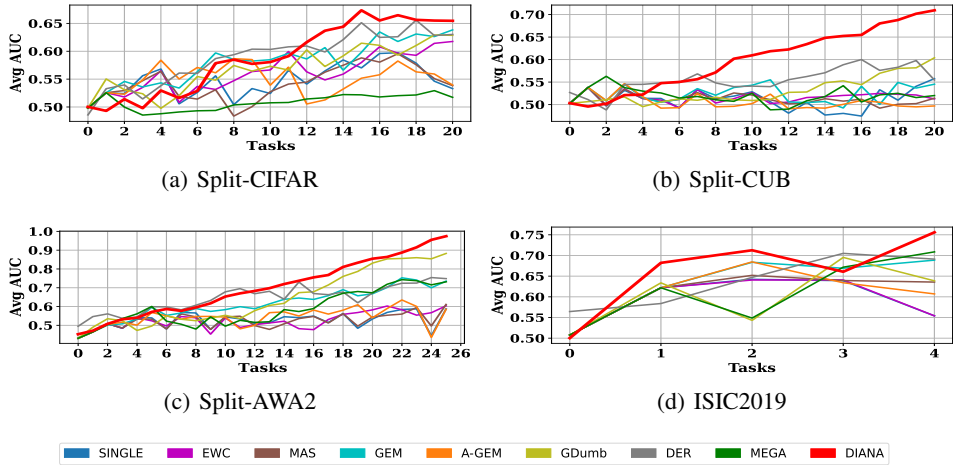 0.65
0.60
0.55
0.50
Avg AUC
0 2 4 6 8 10 12 14 16 18 20
Tasks
(a) Split-CIFAR
0.70
0.65
0.60
0.55
0.50
Avg AUC
0 2 4 6 8 10 12 14 16 18 20
Tasks
(b) Split-CUB
1.0
0.9
0.8
0.7
0.6
0.5
Avg AUC
0 2 4 6 8 10 12 14 16 18 20 22 24 26
Tasks
(c) Split-AWA2
0.75
0.70
0.65
0.60
0.55
0.50
Avg AUC
0 1 2 3 4
Tasks
(d) ISIC2019
SINGLE EWC MAS GEM A-GEM GDumb DER MEGA DIANA